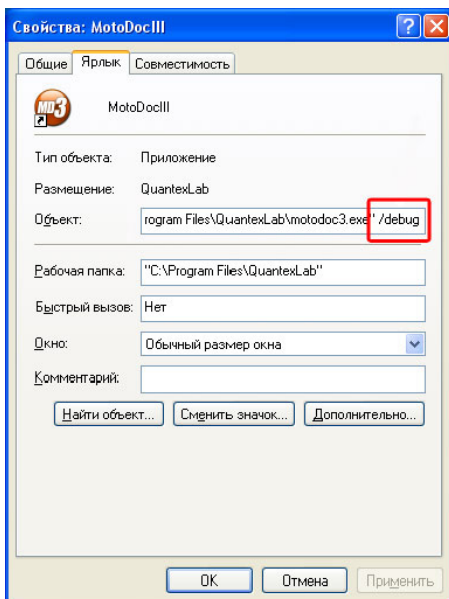 Свойства: MotoDocIII
Общие Ярлык Совместимость
MD3
MotoDocIII
Тип объекта: Приложение
Размещение: QuantexLab
Объект: rogram Files\QuantexLab\motodoc3.exe" /debug
Рабочая папка: "C:\Program Files\QuantexLab"
Быстрый вызов: Нет
Окно: Обычный размер окна
Комментарий:
Найти объект... Сменить значок... Дополнительно...
OK Отмена Применить